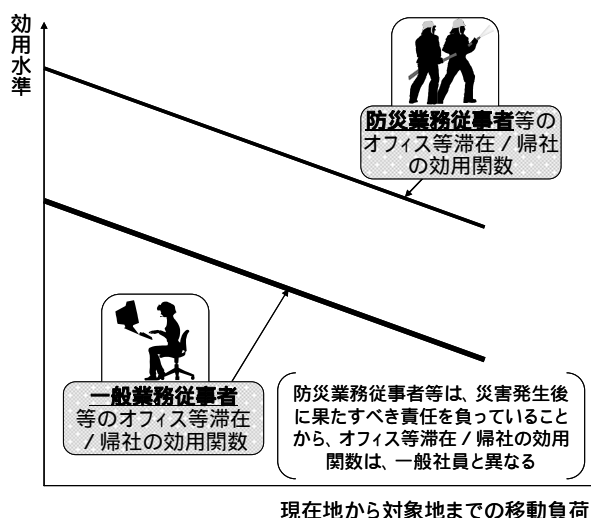 効用水準
防災業務従事者等の
オフィス等滞在／帰社
の効用関数
一般業務従事者
等のオフィス等滞在
／帰社の効用関数
防災業務従事者等は、災害発生後
に果たすべき責任を負っていること
から、オフィス等滞在／帰社の効用
関数は、一般社員と異なる
現在地から対象地までの移動負荷